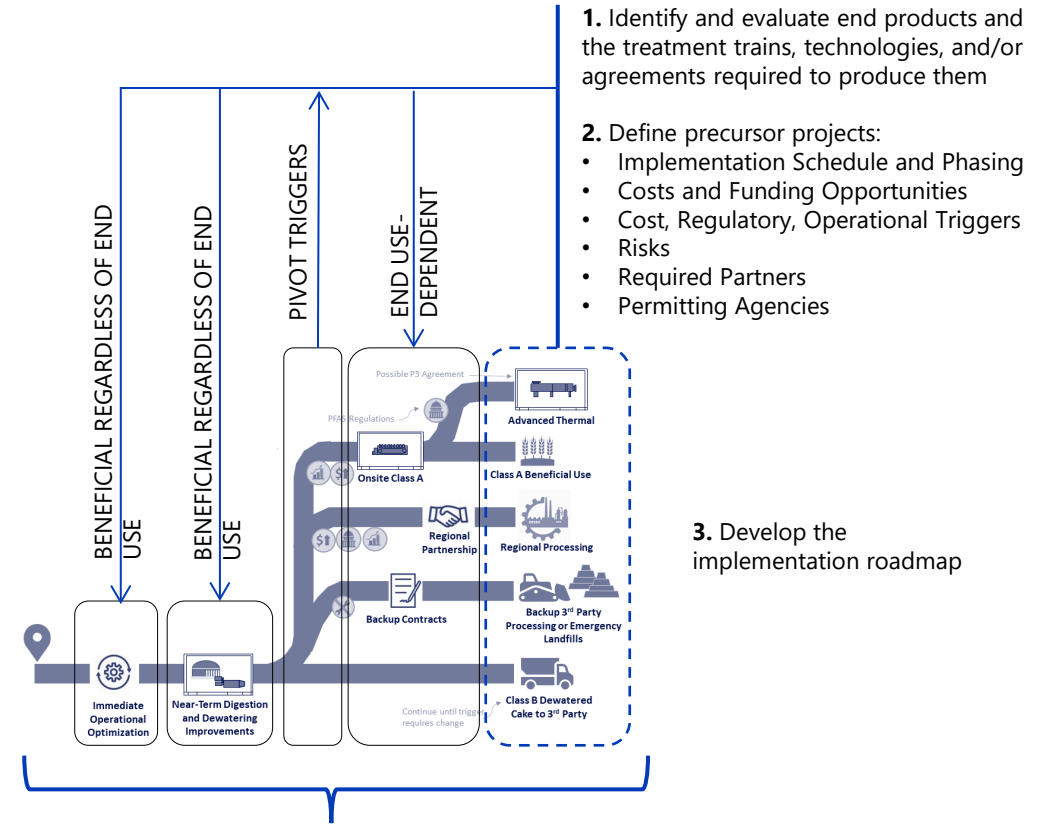 1. Identify and evaluate end products and
the treatment trains, technologies, and/or
agreements required to produce them
2. Define precursor projects:
• Implementation Schedule and Phasing
• Costs and Funding Opportunities
• Cost, Regulatory, Operational Triggers
• Risks
• Required Partners
• Permitting Agencies
BENEFICIAL REGARDLESS OF END
USE
BENEFICIAL REGARDLESS OF END
USE
PIVOT TRIGGERS
END USE-
DEPENDENT
Possible P3 Agreement
PFAS Regulations
Advanced Thermal
Onsite Class A
Class A Beneficial Use
$
$
Regional
Partnership
Regional Processing
Backup Contracts
Backup 3rd Party
Processing or Emergency
Landfills
Immediate
Operational
Optimization
Near-Term Digestion
and Dewatering
Improvements
Continue until trigger
requires change
Class B Dewatered
Cake to 3rd Party
3. Develop the
implementation roadmap